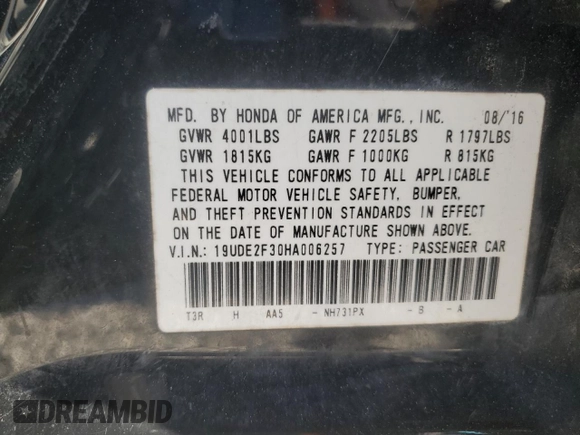 MFD. BY HONDA OF AMERICA MFG., INC. 08/'16
GVWR 4001LBS GAWR F 2205LBS R 1797LBS
GVWR 1815KG GAWR F 1000KG R 815KG
THIS VEHICLE CONFORMS TO ALL APPLICABLE
FEDERAL MOTOR VEHICLE SAFETY, BUMPER,
AND THEFT PREVENTION STANDARDS IN EFFECT
ON THE DATE OF MANUFACTURE SHOWN ABOVE.
V.I.N.: 19UDE2F30HA006257 TYPE: PASSENGER CAR
T3R H AA5 - NH731PX - B - A
DREAMBID